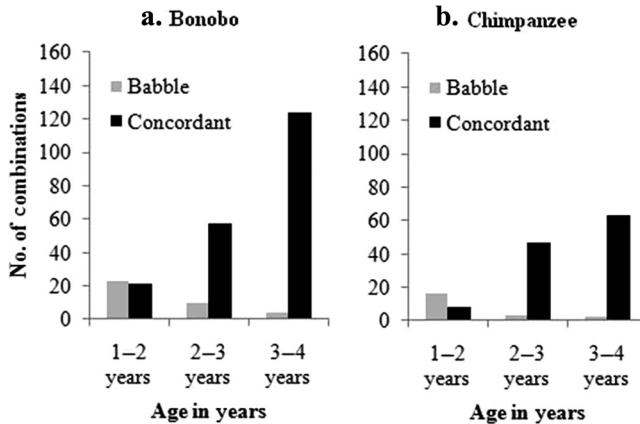 a. Bonobo
160
140
120
100
80
60
40
20
0
No. of combinations
Babble
Concordant
1–2 years
2–3 years
3–4 years
Age in years
b. Chimpanzee
160
140
120
100
80
60
40
20
0
Babble
Concordant
1–2 years
2–3 years
3–4 years
Age in years